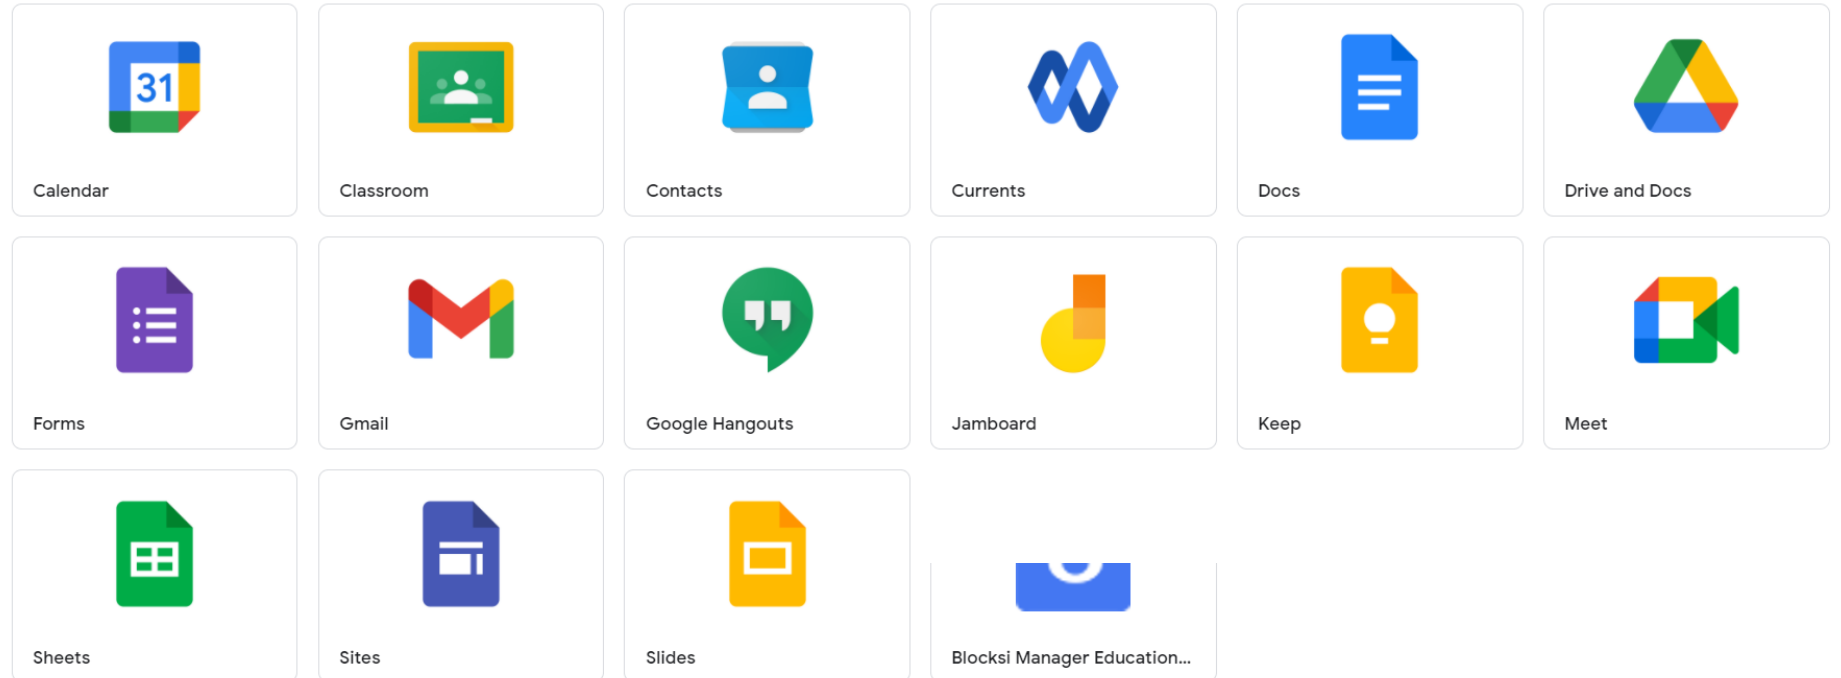 31
Calendar
Classroom
Contacts
Currents
Docs
Drive and Docs
Forms
Gmail
Google Hangouts
Jamboard
Keep
Meet
Sheets
Sites
Slides
Blocksi Manager Education...